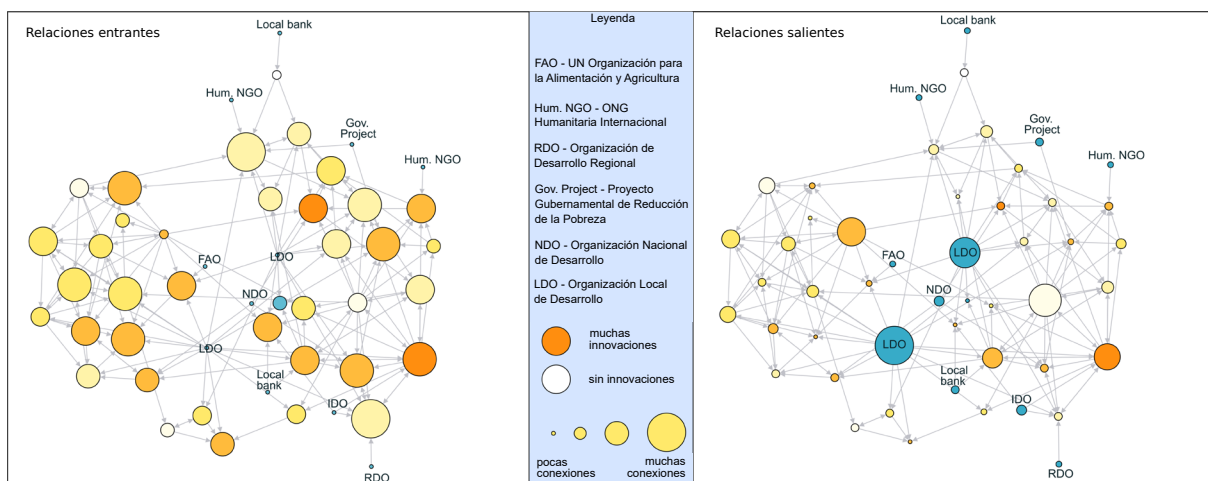 Relaciones entrantes
Local bank
Hum. NGO
Gov.
Project
Hum. NGO
FAO
LDO
NDO
LDO
Local
bank
IDO
RDO
Leyenda
FAO - UN Organización para
la Alimentación y Agricultura
Hum. NGO - ONG
Humanitaria Internacional
RDO - Organización de
Desarrollo Regional
Gov. Project - Proyecto
Gubernamental de Reducción
de la Pobreza
NDO - Organización Nacional
de Desarrollo
LDO - Organización Local
de Desarrollo
muchas
innovaciones
sin innovaciones
pocas
conexiones
muchas
conexiones
Relaciones salientes
Local bank
Hum. NGO
Gov.
Project
Hum. NGO
LDO
FAO
NDO
LDO
Local
bank
IDO
RDO